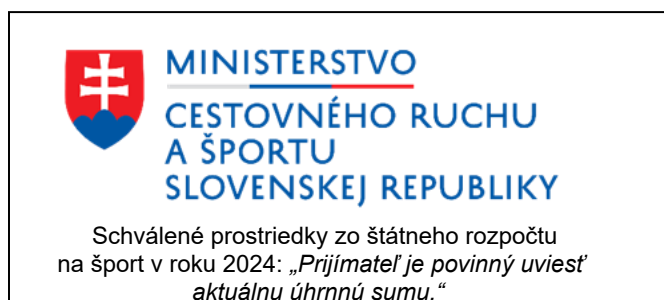 MINISTERSTVO
CESTOVNÉHO RUCHU
A ŠPORTU
SLOVENSKEJ REPUBLIKY
Schválené prostriedky zo štátneho rozpočtu
na šport v roku 2024: „Prijímateľ je povinný uviesť
aktuálnu úhrnnú sumu.“